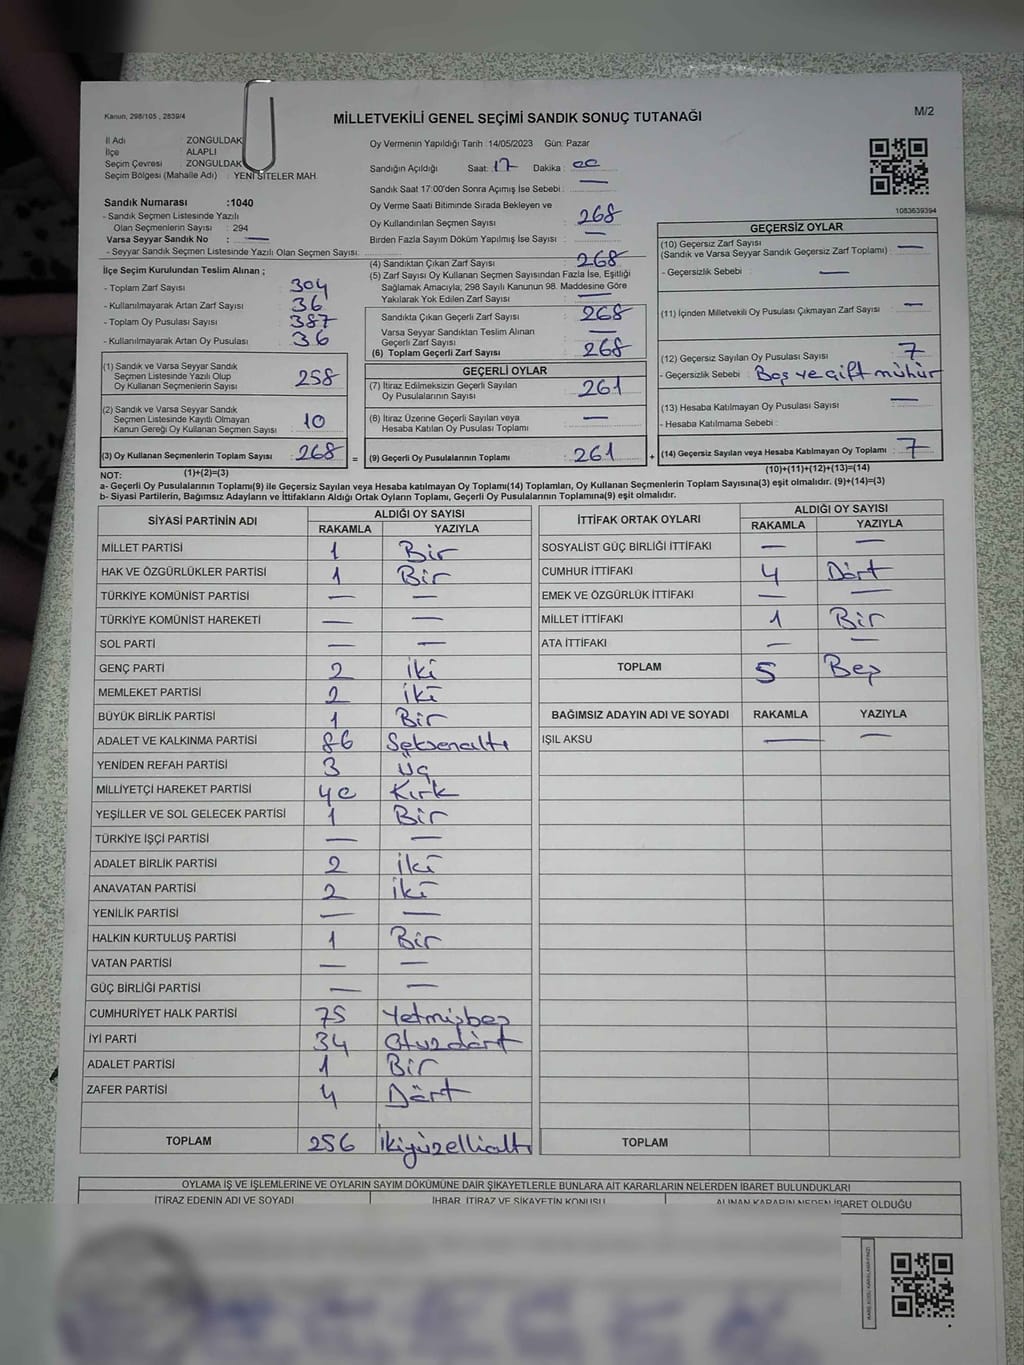 Kanun, 298/105 , 2839/4
MİLLETVEKİLİ GENEL SEÇİMİ SANDIK SONUÇ TUTANAĞI
M/2
İl Adı ZONGULDAK
İlçe ALAPLI
Seçim Çevresi ZONGULDAK
Seçim Bölgesi (Mahalle Adı) : YENİ SİTELER MAH.
Sandık Numarası :1040
- Sandık Seçmen Listesinde Yazılı
Olan Seçmenlerin Sayısı : 294
Varsa Seyyar Sandık No : —
- Seyyar Sandık Seçmen Listesinde Yazılı Olan Seçmen Sayısı:
Oy Vermenin Yapıldığı Tarih :14/05/2023 Gün: Pazar
Sandığın Açıldığı Saat: 17 Dakika : 00
Sandık Saat 17:00'den Sonra Açımış İse Sebebi : —
Oy Verme Saati Bitiminde Sırada Bekleyen ve
Oy Kullandırılan Seçmen Sayısı : 268
Birden Fazla Sayım Döküm Yapılmış İse Sayısı : —
1083639394
İlçe Seçim Kurulundan Teslim Alınan ;
- Toplam Zarf Sayısı : 304
- Kullanılmayarak Artan Zarf Sayısı : 36
- Toplam Oy Pusulası Sayısı : 387
- Kullanılmayarak Artan Oy Pusulası : 36
(1) Sandık ve Varsa Seyyar Sandık
Seçmen Listesinde Yazılı Olup
Oy Kullanan Seçmenlerin Sayısı : 258
(2) Sandık ve Varsa Seyyar Sandık
Seçmen Listesinde Kayıtlı Olmayan
Kanun Gereği Oy Kullanan Seçmen Sayısı : 10
(3) Oy Kullanan Seçmenlerin Toplam Sayısı : 268 =
(1)+(2)=(3)
(4) Sandıktan Çıkan Zarf Sayısı : 268
(5) Zarf Sayısı Oy Kullanan Seçmen Sayısından Fazla İse, Eşitliği
Sağlamak Amacıyla; 298 Sayılı Kanunun 98. Maddesine Göre
Yakılarak Yok Edilen Zarf Sayısı : —
Sandıkta Çıkan Geçerli Zarf Sayısı : 268
Varsa Seyyar Sandıktan Teslim Alınan
Geçerli Zarf Sayısı : —
(6) Toplam Geçerli Zarf Sayısı : 268
GEÇERLİ OYLAR
(7) İtiraz Edilmeksizin Geçerli Sayılan
Oy Pusulalarının Sayısı : 261
(8) İtiraz Üzerine Geçerli Sayılan veya
Hesaba Katılan Oy Pusulası Toplamı : —
(9) Geçerli Oy Pusulalarının Toplamı : 261 +
GEÇERSİZ OYLAR
(10) Geçersiz Zarf Sayısı
(Sandık ve Varsa Seyyar Sandık Geçersiz Zarf Toplamı) : —
- Geçersizlik Sebebi : —
(11) İçinden Milletvekili Oy Pusulası Çıkmayan Zarf Sayısı : —
(12) Geçersiz Sayılan Oy Pusulası Sayısı : 7
- Geçersizlik Sebebi : Boş ve çift mühür
(13) Hesaba Katılmayan Oy Pusulası Sayısı : —
- Hesaba Katılmama Sebebi :
(14) Geçersiz Sayılan veya Hesaba Katılmayan Oy Toplamı : 7
(10)+(11)+(12)+(13)=(14)
NOT:
a- Geçerli Oy Pusulalarının Toplamı(9) ile Geçersiz Sayılan veya Hesaba Katılmayan Oy Toplamı(14) Toplamları, Oy Kullanan Seçmenlerin Toplam Sayısına(3) eşit olmalıdır. (9)+(14)=(3)
b- Siyasi Partilerin, Bağımsız Adayların ve İttifakların Aldığı Ortak Oyların Toplamı, Geçerli Oy Pusulalarının Toplamına(9) eşit olmalıdır.
SİYASİ PARTİNİN ADI ALDIĞI OY SAYISI
RAKAMLA YAZIYLA
MİLLET PARTİSİ 1 Bir
HAK VE ÖZGÜRLÜKLER PARTİSİ 1 Bir
TÜRKİYE KOMÜNİST PARTİSİ — —
TÜRKİYE KOMÜNİST HAREKETİ — —
SOL PARTİ — —
GENÇ PARTİ 2 İki
MEMLEKET PARTİSİ 2 İki
BÜYÜK BİRLİK PARTİSİ 1 Bir
ADALET VE KALKINMA PARTİSİ 86 Seksenaltı
YENİDEN REFAH PARTİSİ 3 Üç
MİLLİYETÇİ HAREKET PARTİSİ 40 Kırk
YEŞİLLER VE SOL GELECEK PARTİSİ 1 Bir
TÜRKİYE İŞÇİ PARTİSİ — —
ADALET BİRLİK PARTİSİ 2 İki
ANAVATAN PARTİSİ 2 İki
YENİLİK PARTİSİ — —
HALKIN KURTULUŞ PARTİSİ 1 Bir
VATAN PARTİSİ — —
GÜÇ BİRLİĞİ PARTİSİ — —
CUMHURİYET HALK PARTİSİ 75 Yetmişbeş
İYİ PARTİ 34 Otuzdört
ADALET PARTİSİ 1 Bir
ZAFER PARTİSİ 4 Dört
TOPLAM 256 İkiyüzellialtı
İTTİFAK ORTAK OYLARI ALDIĞI OY SAYISI
RAKAMLA YAZIYLA
SOSYALİST GÜÇ BİRLİĞİ İTTİFAKI — —
CUMHUR İTTİFAKI 4 Dört
EMEK VE ÖZGÜRLÜK İTTİFAKI — —
MİLLET İTTİFAKI 1 Bir
ATA İTTİFAKI — —
TOPLAM 5 Beş
BAĞIMSIZ ADAYIN ADI VE SOYADI RAKAMLA YAZIYLA
IŞIL AKSU — —
TOPLAM
OYLAMA İŞ VE İŞLEMLERİNE VE OYLARIN SAYIM DÖKÜMÜNE DAİR ŞİKAYETLERLE BUNLARA AİT KARARLARIN NELERDEN İBARET BULUNDUKLARI
İTİRAZ EDENİN ADI VE SOYADI İHBAR, İTİRAZ VE ŞİKAYETİN KONUSU ALINAN KARARIN NEDEN İBARET OLDUĞU